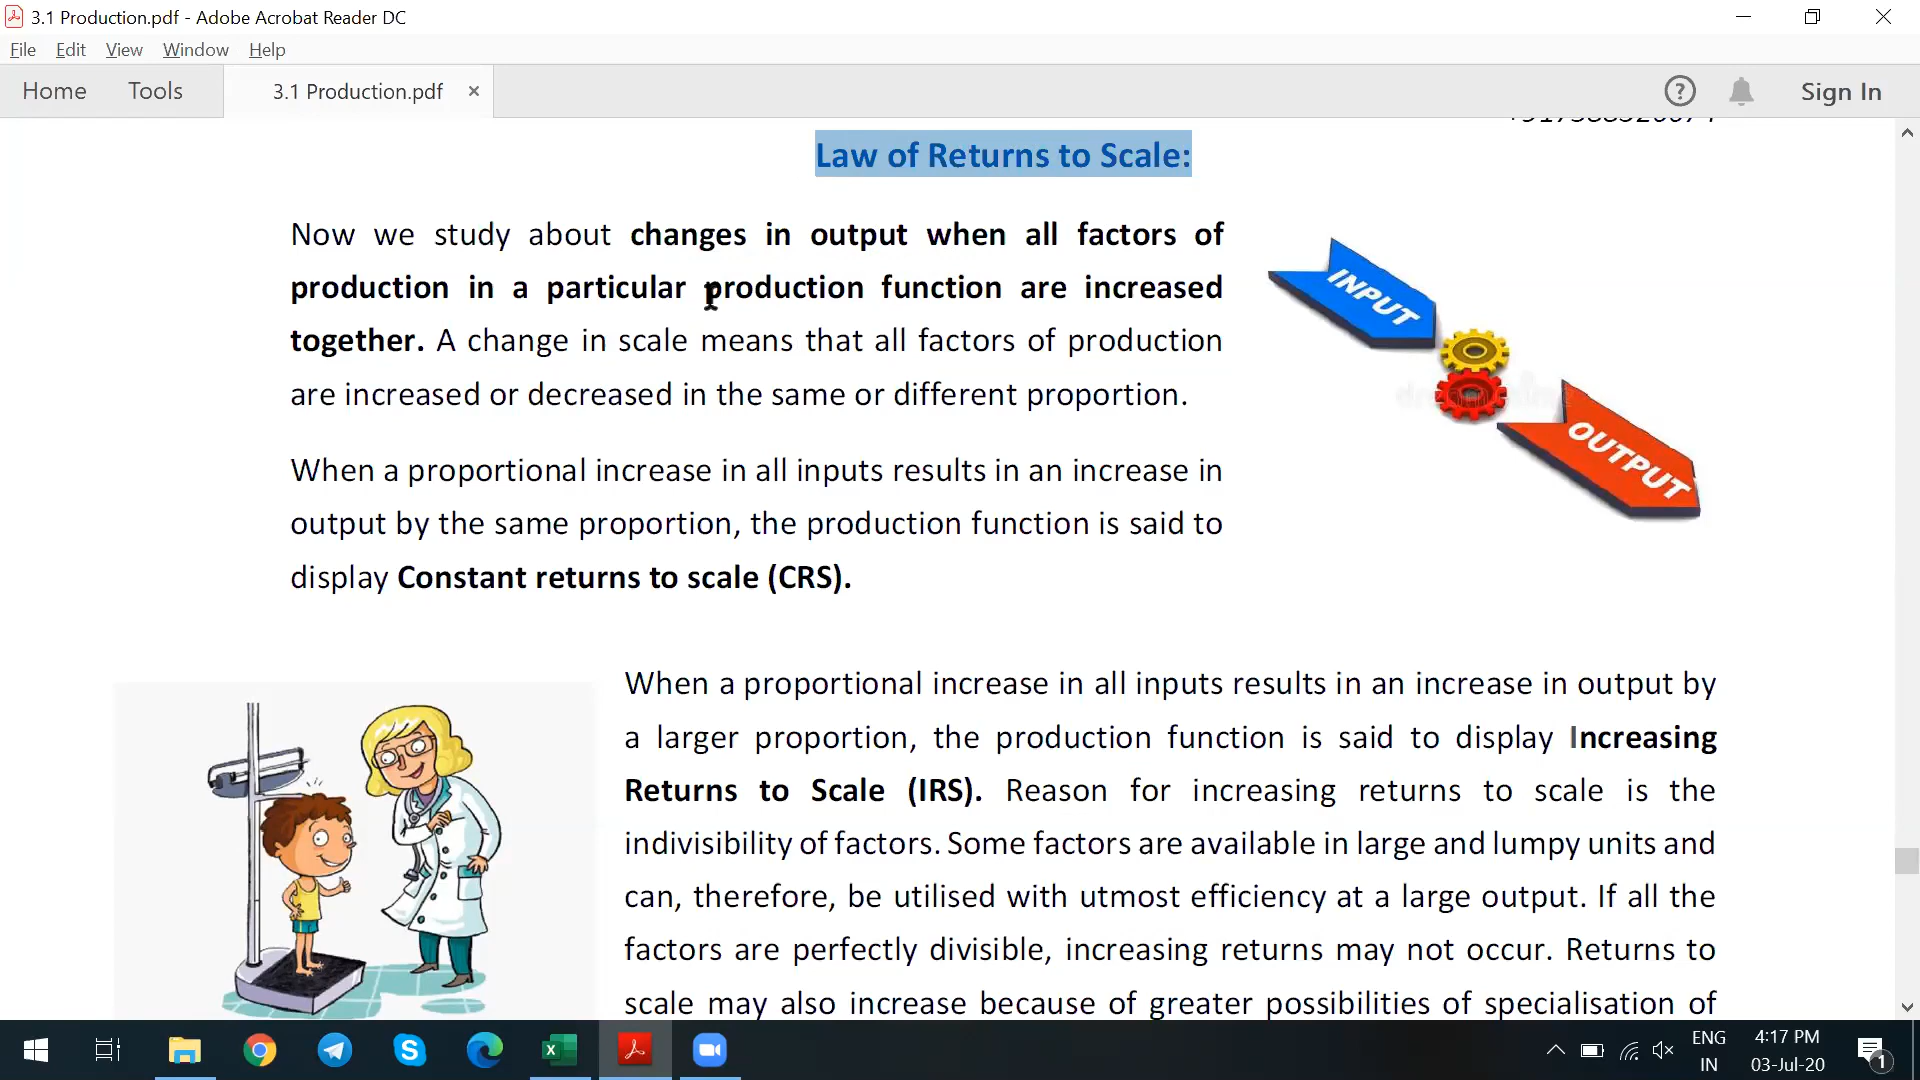 3.1 Production.pdf - Adobe Acrobat Reader DC
File Edit View Window Help
Home Tools 3.1 Production.pdf × Sign In
Law of Returns to Scale:
Now we study about changes in output when all factors of
production in a particular production function are increased
together. A change in scale means that all factors of production
are increased or decreased in the same or different proportion.
INPUT
OUTPUT
When a proportional increase in all inputs results in an increase in
output by the same proportion, the production function is said to
display Constant returns to scale (CRS).
When a proportional increase in all inputs results in an increase in output by
a larger proportion, the production function is said to display Increasing
Returns to Scale (IRS). Reason for increasing returns to scale is the
indivisibility of factors. Some factors are available in large and lumpy units and
can, therefore, be utilised with utmost efficiency at a large output. If all the
factors are perfectly divisible, increasing returns may not occur. Returns to
scale may also increase because of greater possibilities of specialisation of
ENG 4:17 PM
IN 03-Jul-20 1